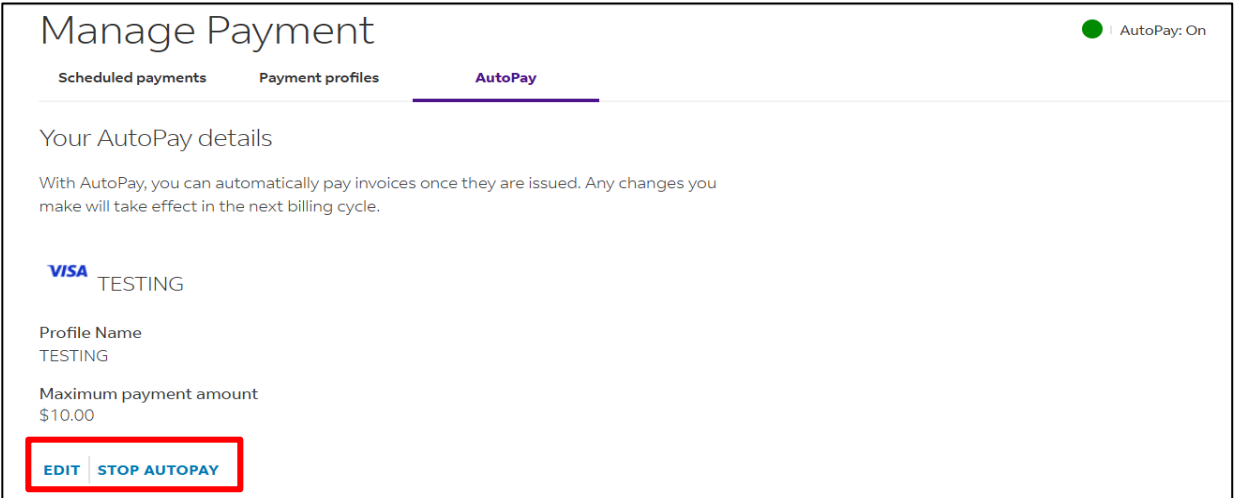 Manage Payment
AutoPay: On
Scheduled payments Payment profiles AutoPay
Your AutoPay details
With AutoPay, you can automatically pay invoices once they are issued. Any changes you
make will take effect in the next billing cycle.
VISA TESTING
Profile Name
TESTING
Maximum payment amount
$10.00
EDIT STOP AUTOPAY